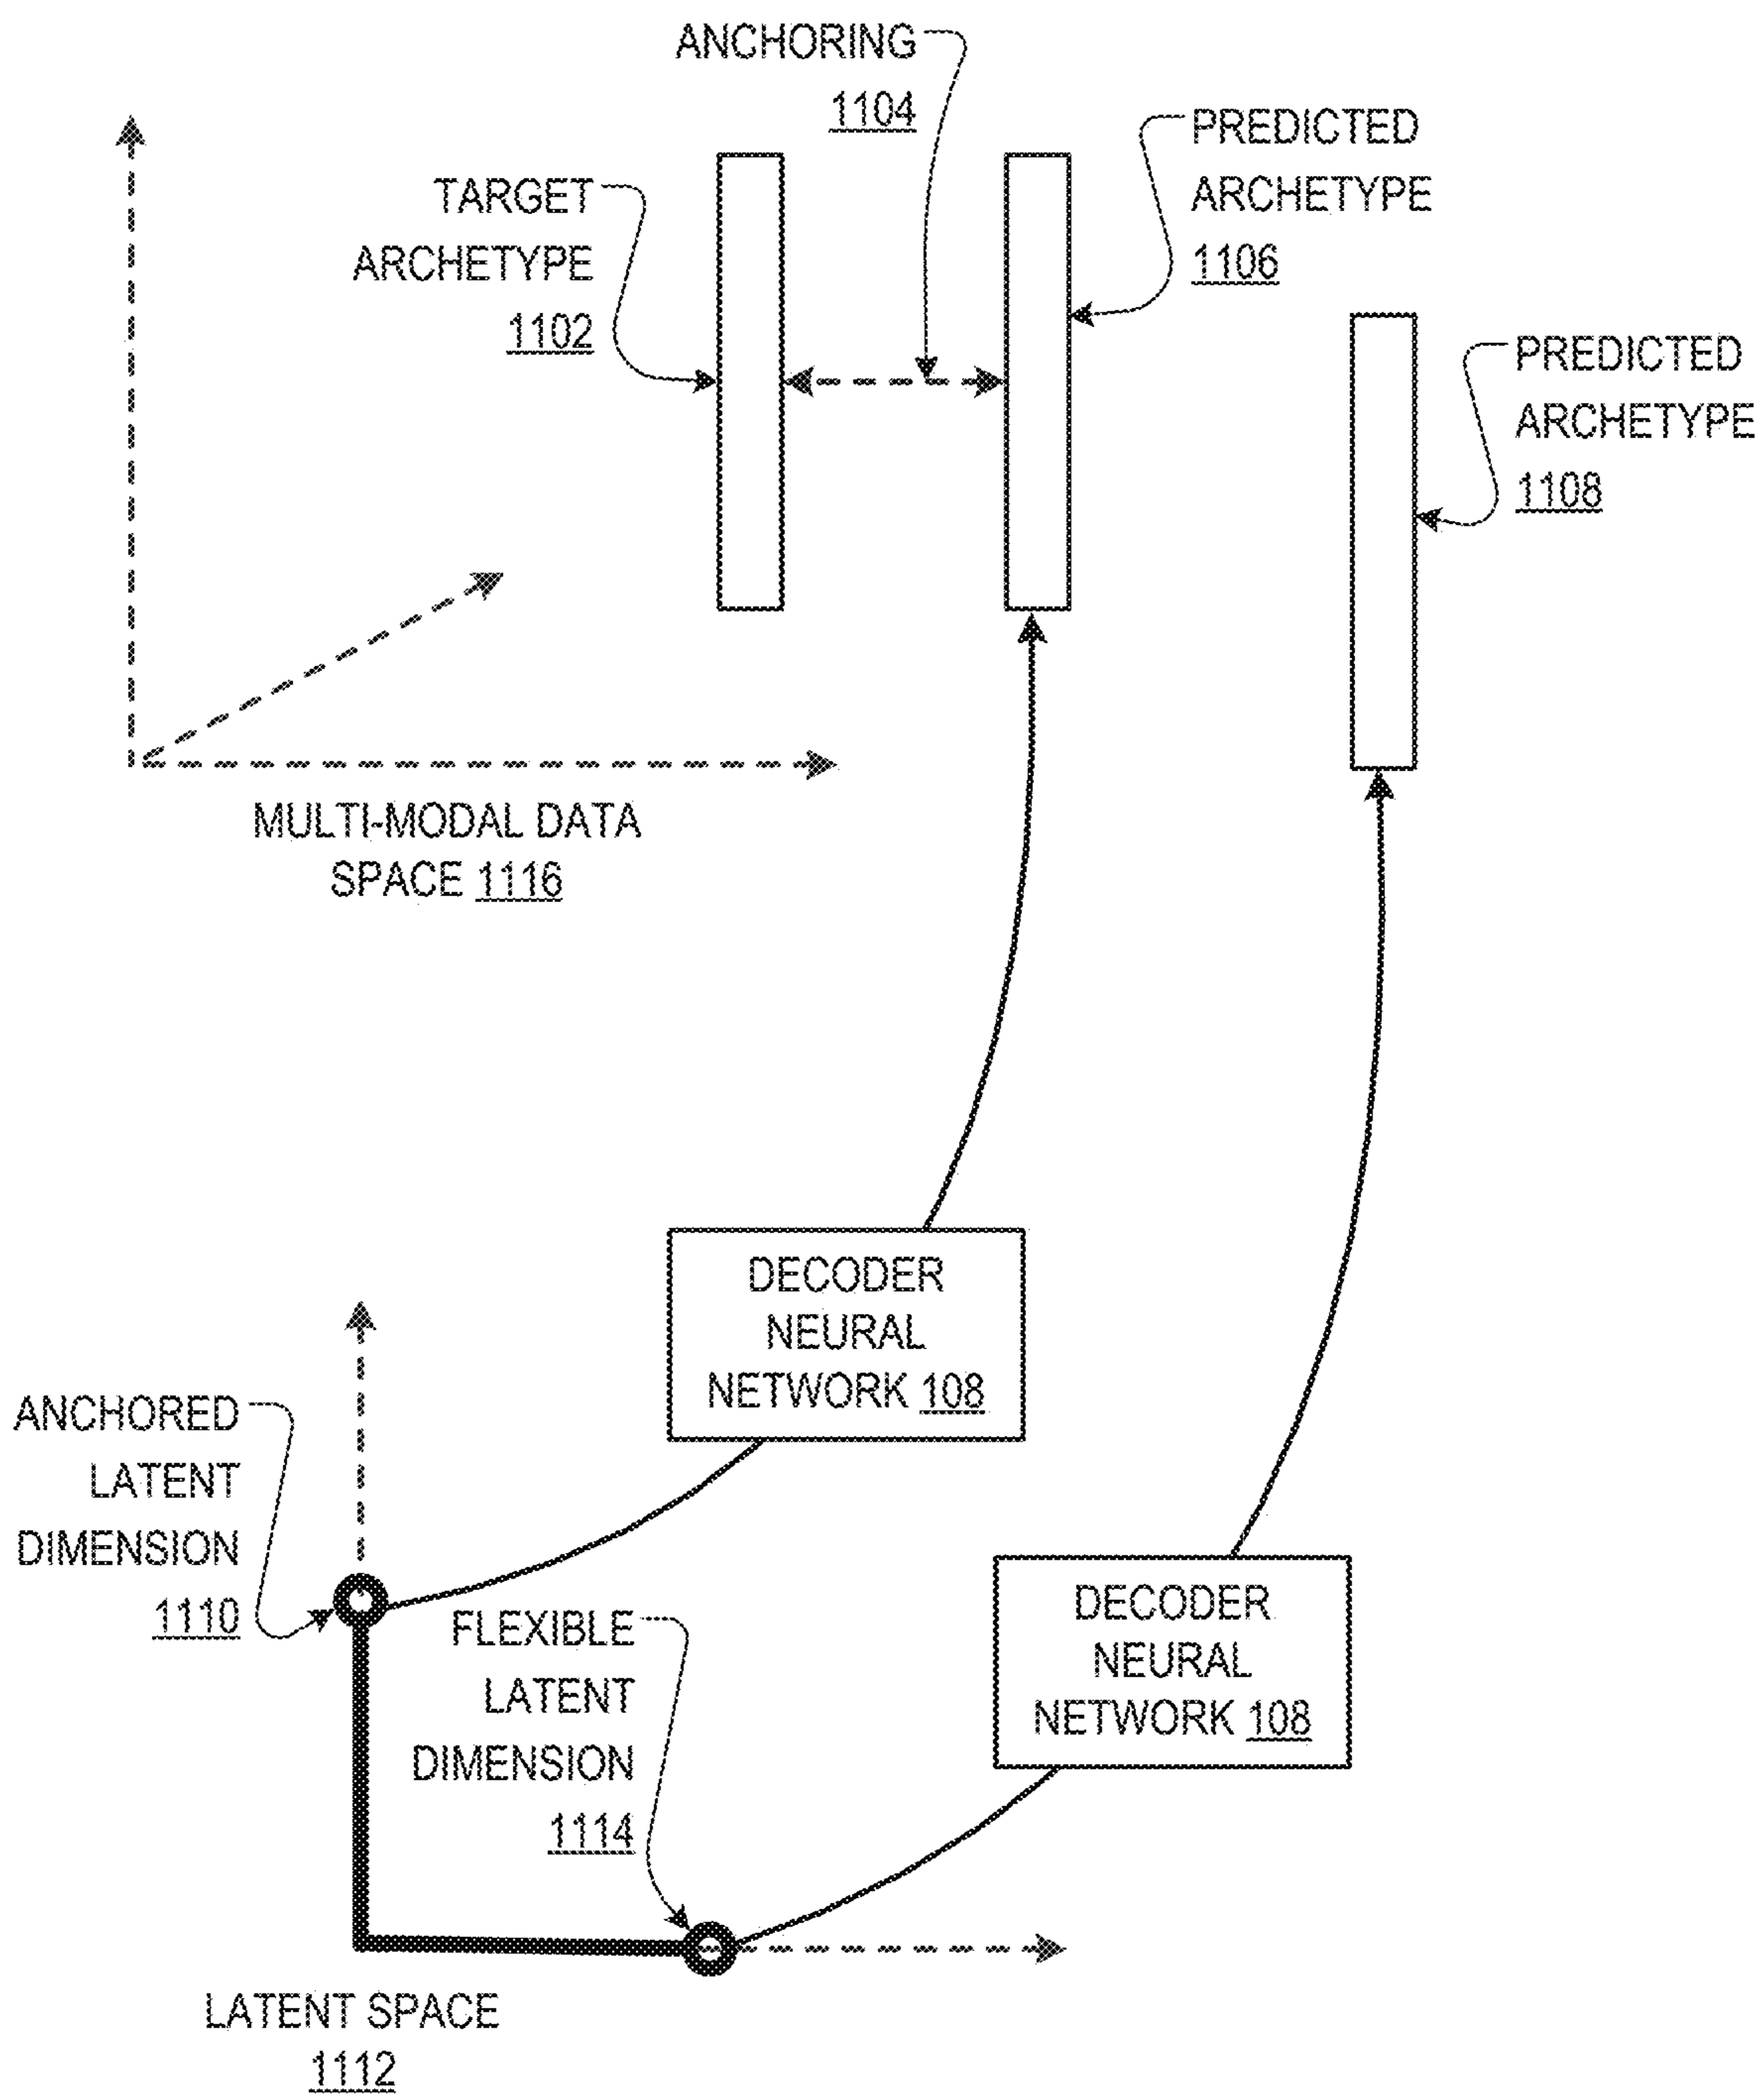 ANCHORING
1104
TARGET
ARCHETYPE
1102
PREDICTED
ARCHETYPE
1106
PREDICTED
ARCHETYPE
1108
MULTI-MODAL DATA
SPACE 1116
DECODER
NEURAL
NETWORK 108
ANCHORED
LATENT
DIMENSION
1110
FLEXIBLE
LATENT
DIMENSION
1114
DECODER
NEURAL
NETWORK 108
LATENT SPACE
1112